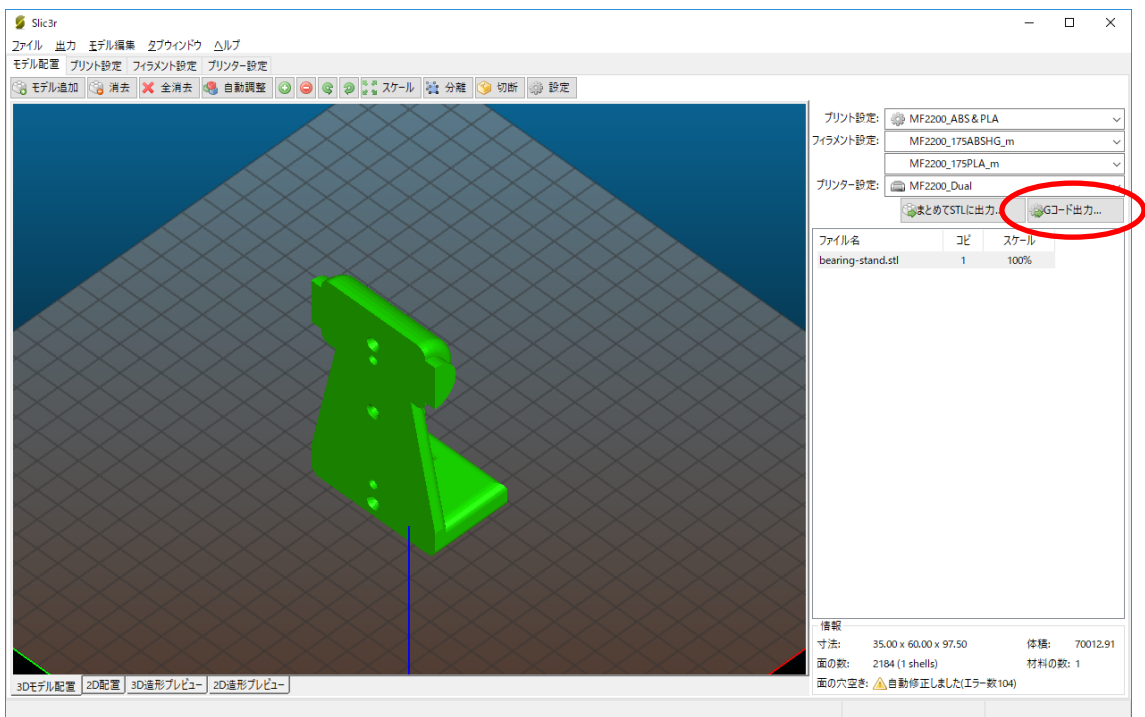 Slic3r
ファイル 出力 モデル編集 タブウィンドウ ヘルプ
モデル配置 プリント設定 フィラメント設定 プリンター設定
モデル追加 消去 全消去 自動調整 スケール 分離 切断 設定
プリント設定: MF2200_ABS & PLA
フィラメント設定: MF2200_175ABSHG_m
MF2200_175PLA_m
プリンター設定: MF2200_Dual
まとめてSTLに出力... Gコード出力...
ファイル名 コピ スケール
bearing-stand.stl 1 100%
情報
寸法: 35.00 x 60.00 x 97.50 体積: 70012.91
面の数: 2184 (1 shells) 材料の数: 1
面の穴空き: 自動修正しました(エラー数104)
3Dモデル配置 2D配置 3D造形プレビュー 2D造形プレビュー